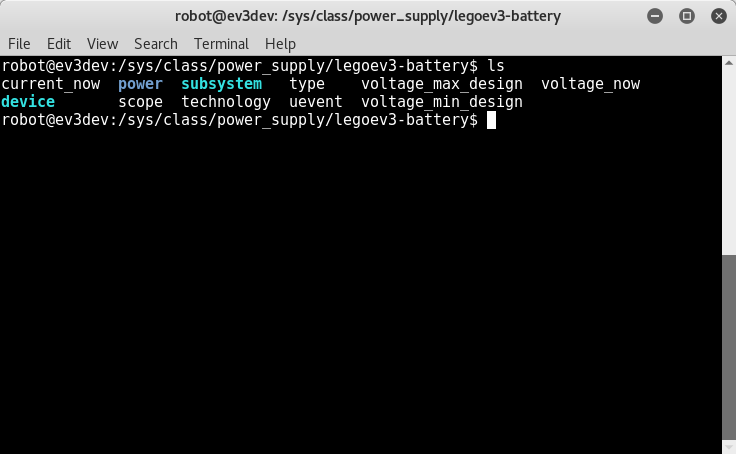 robot@ev3dev: /sys/class/power_supply/legoev3-battery
File Edit View Search Terminal Help
robot@ev3dev:/sys/class/power_supply/legoev3-battery$ ls
current_now  power  subsystem   type    voltage_max_design  voltage_now
device       scope  technology  uevent  voltage_min_design
robot@ev3dev:/sys/class/power_supply/legoev3-battery$